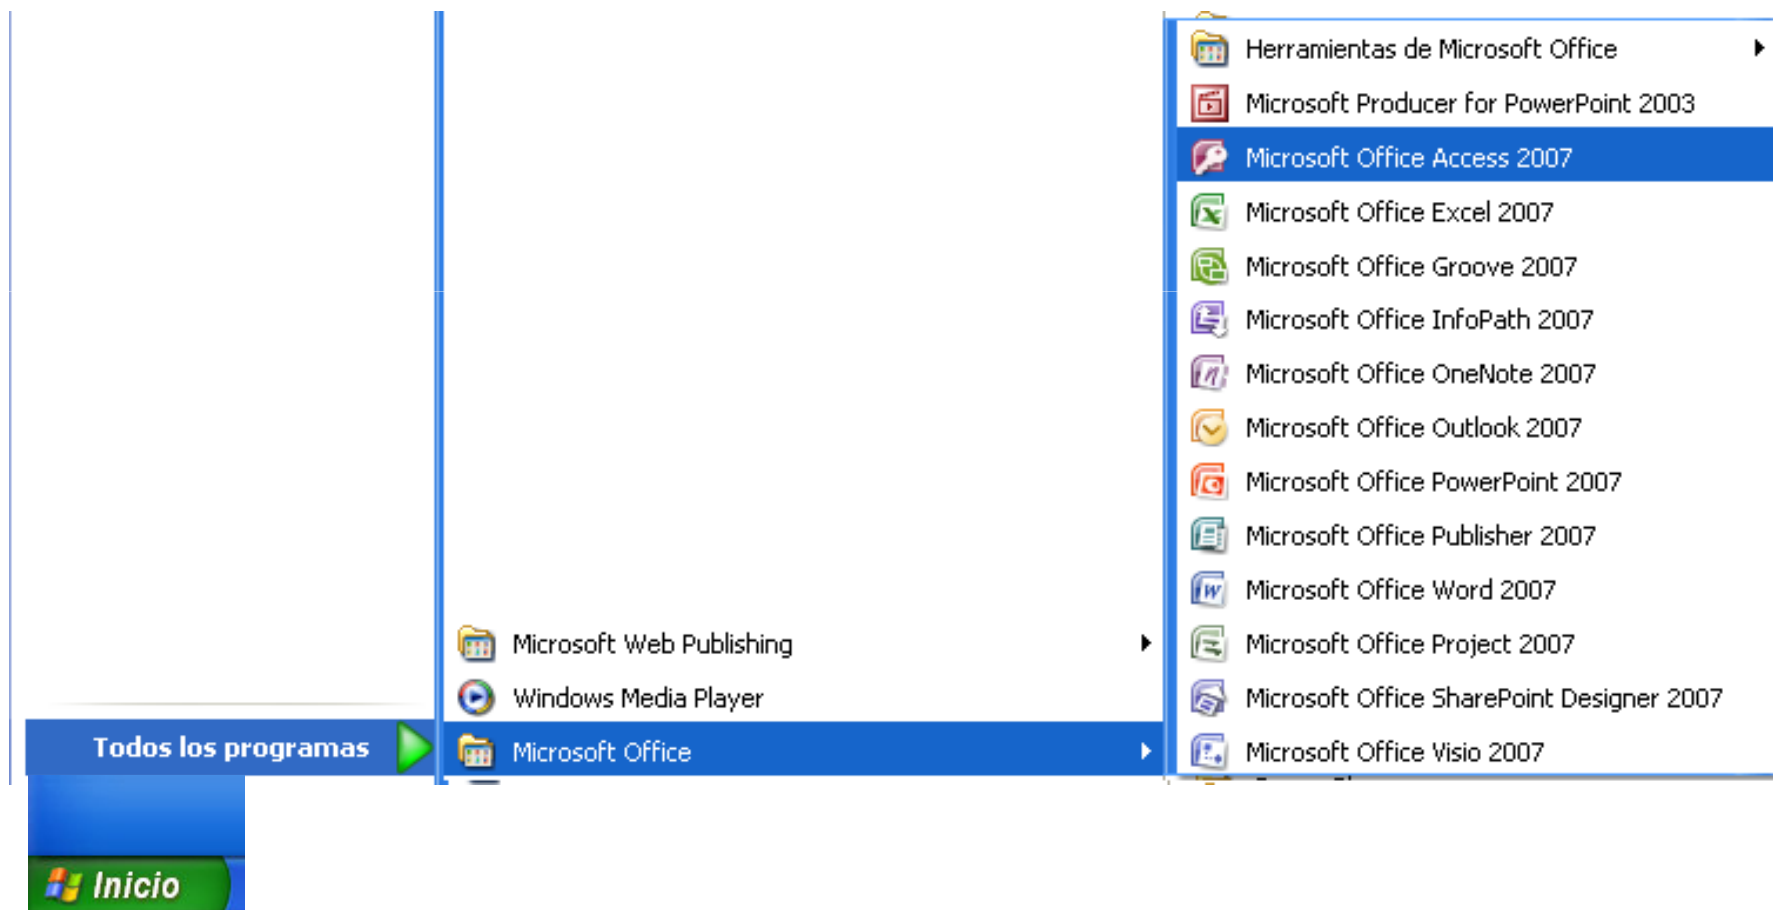 Herramientas de Microsoft Office
Microsoft Producer for PowerPoint 2003
Microsoft Office Access 2007
Microsoft Office Excel 2007
Microsoft Office Groove 2007
Microsoft Office InfoPath 2007
Microsoft Office OneNote 2007
Microsoft Office Outlook 2007
Microsoft Office PowerPoint 2007
Microsoft Office Publisher 2007
Microsoft Office Word 2007
Microsoft Web Publishing
Microsoft Office Project 2007
Windows Media Player
Microsoft Office SharePoint Designer 2007
Todos los programas
Microsoft Office
Microsoft Office Visio 2007
Inicio